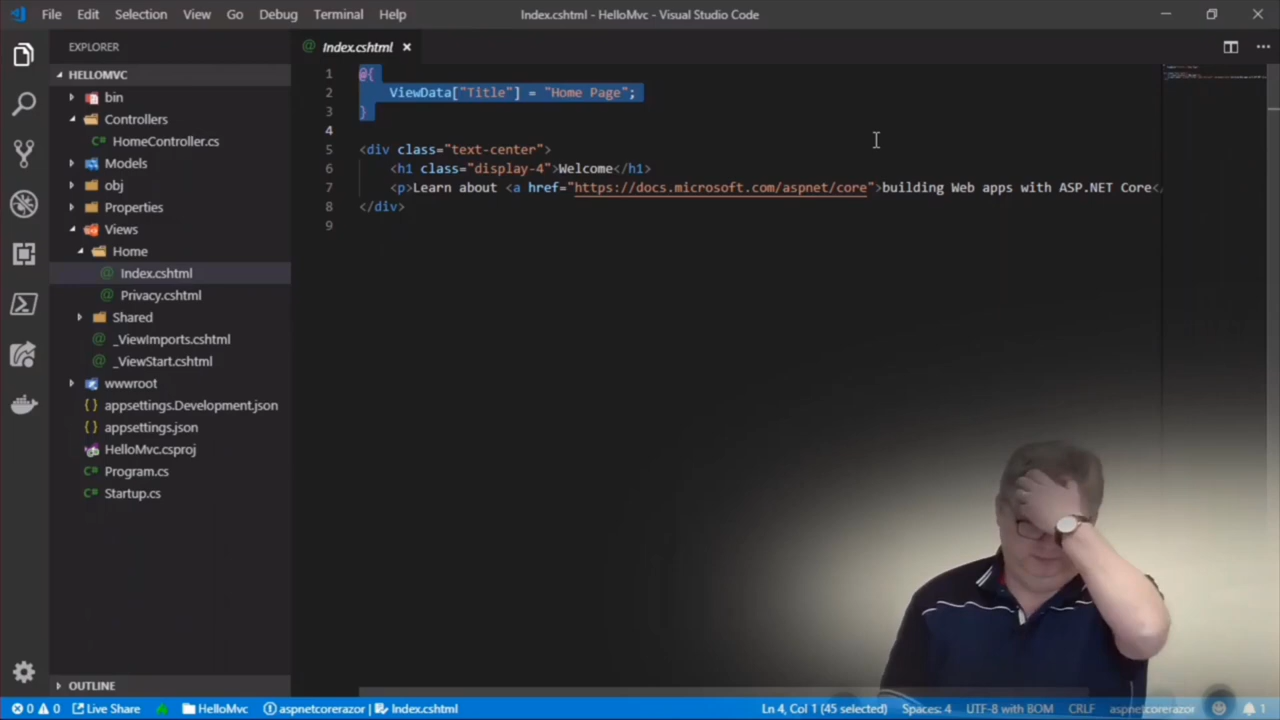 File Edit Selection View Go Debug Terminal Help
Index.cshtml - HelloMvc - Visual Studio Code
EXPLORER
HELLOMVC
bin
Controllers
HomeController.cs
Models
obj
Properties
Views
Home
Index.cshtml
Privacy.cshtml
Shared
_ViewImports.cshtml
_ViewStart.cshtml
wwwroot
appsettings.Development.json
appsettings.json
HelloMvc.csproj
Program.cs
Startup.cs
OUTLINE
Index.cshtml
1 @{
2 ViewData["Title"] = "Home Page";
3 }
4
5 <div class="text-center">
6 <h1 class="display-4">Welcome</h1>
7 <p>Learn about <a href="https://docs.microsoft.com/aspnet/core">building Web apps with ASP.NET Core</
8 </div>
9
0 0 Live Share HelloMvc aspnetcorerazor | Index.cshtml Ln 4, Col 1 (45 selected) Spaces: 4 UTF-8 with BOM CRLF aspnetcorerazor 1